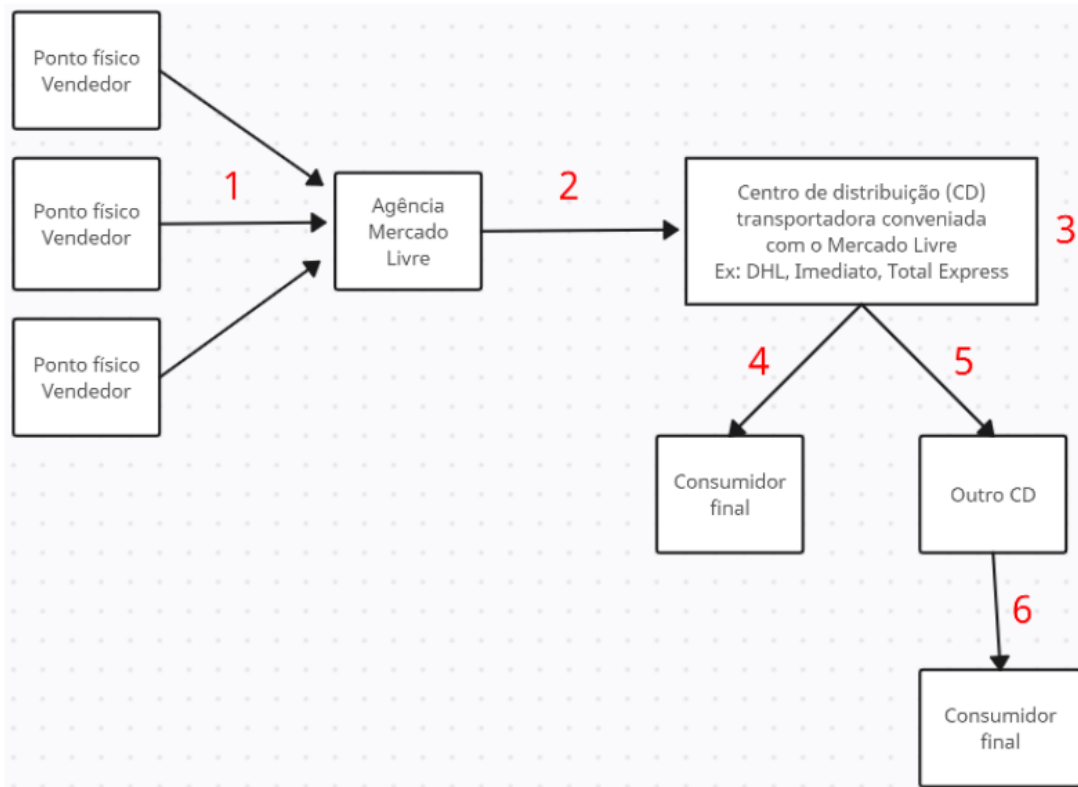 Ponto físico
Vendedor
Ponto físico
Vendedor
Ponto físico
Vendedor
1
Agência
Mercado
Livre
2
Centro de distribuição (CD)
transportadora conveniada
com o Mercado Livre
Ex: DHL, Imediato, Total Express
3
4
5
Consumidor
final
Outro CD
6
Consumidor
final